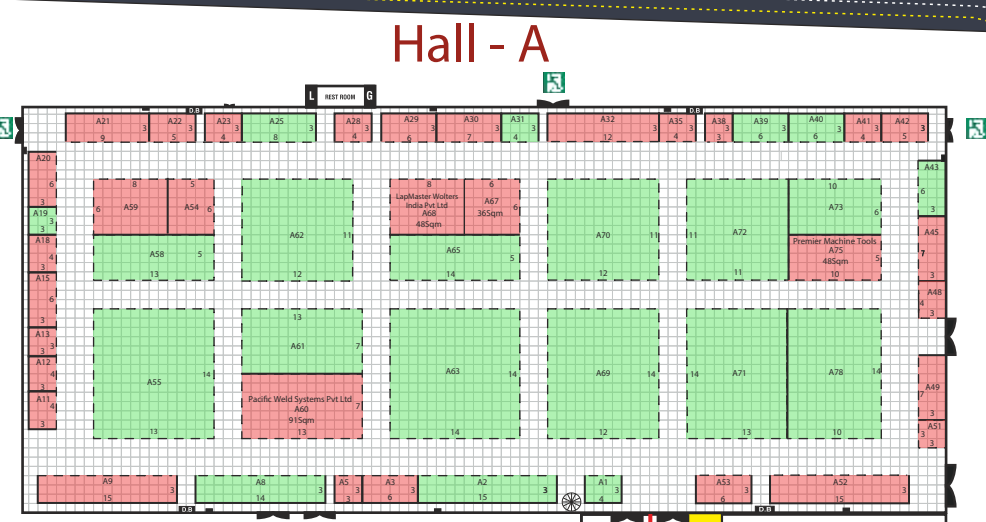 Hall - A
L REST ROOM G
D.B
D.B
A21 3 9
A22 3 5
A23 3 4
A25 3 8
A28 3 4
A29 3 6
A30 3 7
A31 3 4
A32 3 12
A35 3 4
A38 3 3
A39 3 6
A40 3 6
A41 3 4
A42 3 5
A20 6 3
A19 3 3
A18 4 3
A15 6 3
A13 3 3
A12 4 3
A11 4 3
8 6 A59
5 A54 6
A58 5 13
A62 11 12
8
LapMaster Wolters
India Pvt Ltd
A68
48Sqm
6
A67
36Sqm 6
A65 5 14
A70 11 12
11 A72 11
10 A73 6
Premier Machine Tools
A75
48Sqm 5
10
A43 6 3
A45 7 3
A48 4 3
A49 7 3
A51 3 3
A55 14 13
13 A61 7
Pacific Weld Systems Pvt Ltd
A60 7
91Sqm
13
A63 14 14
A69 14 12
14 A71 13
A78 14 10
A9 3 15
A8 3 14
A5 3 3
A3 3 6
A2 3 15
A1 3 4
A53 3 6
A52 3 15
D.B
D.B